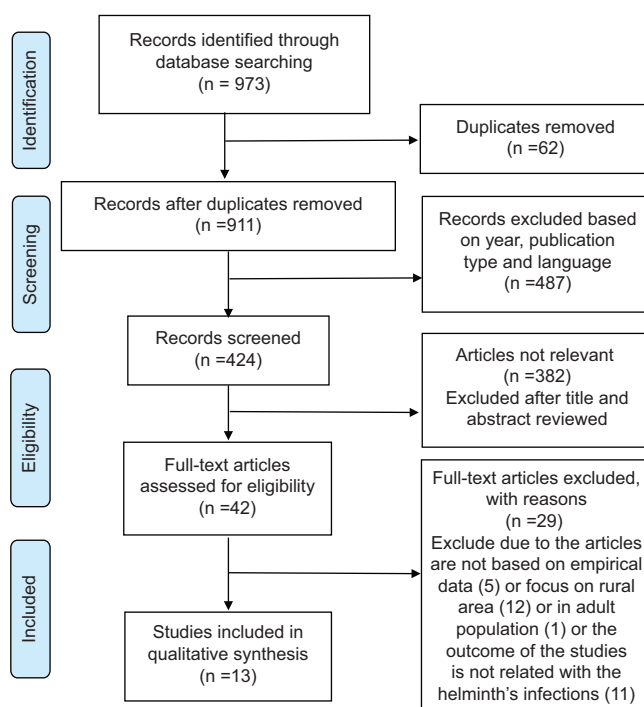 Identification
Records identified through
database searching
(n = 973)
Duplicates removed
(n =62)
Screening
Records after duplicates removed
(n =911)
Records excluded based
on year, publication
type and language
(n =487)
Records screened
(n =424)
Eligibility
Articles not relevant
(n =382)
Excluded after title and
abstract reviewed
Full-text articles
assessed for eligibility
(n =42)
Full-text articles excluded,
with reasons
(n =29)
Exclude due to the articles
are not based on empirical
data (5) or focus on rural
area (12) or in adult
population (1) or the
outcome of the studies
is not related with the
helminth’s infections (11)
Included
Studies included in
qualitative synthesis
(n =13)